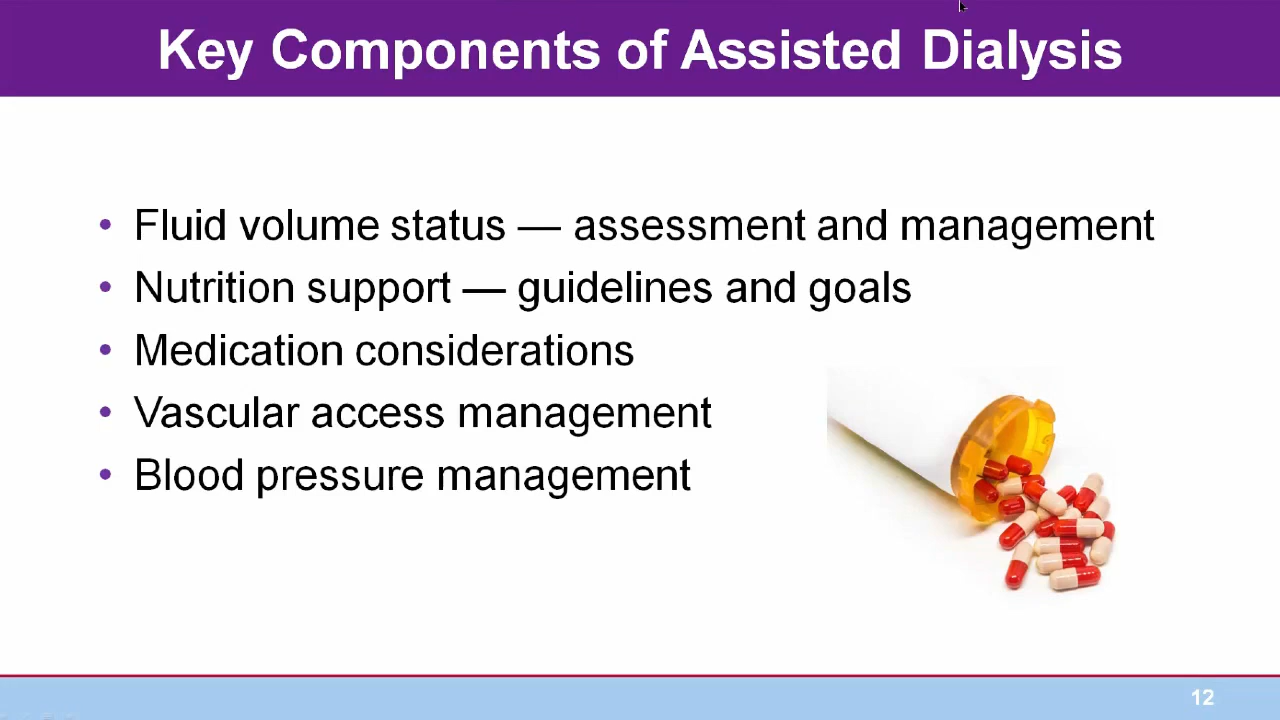 Key Components of Assisted Dialysis
• Fluid volume status — assessment and management
• Nutrition support — guidelines and goals
• Medication considerations
• Vascular access management
• Blood pressure management
12